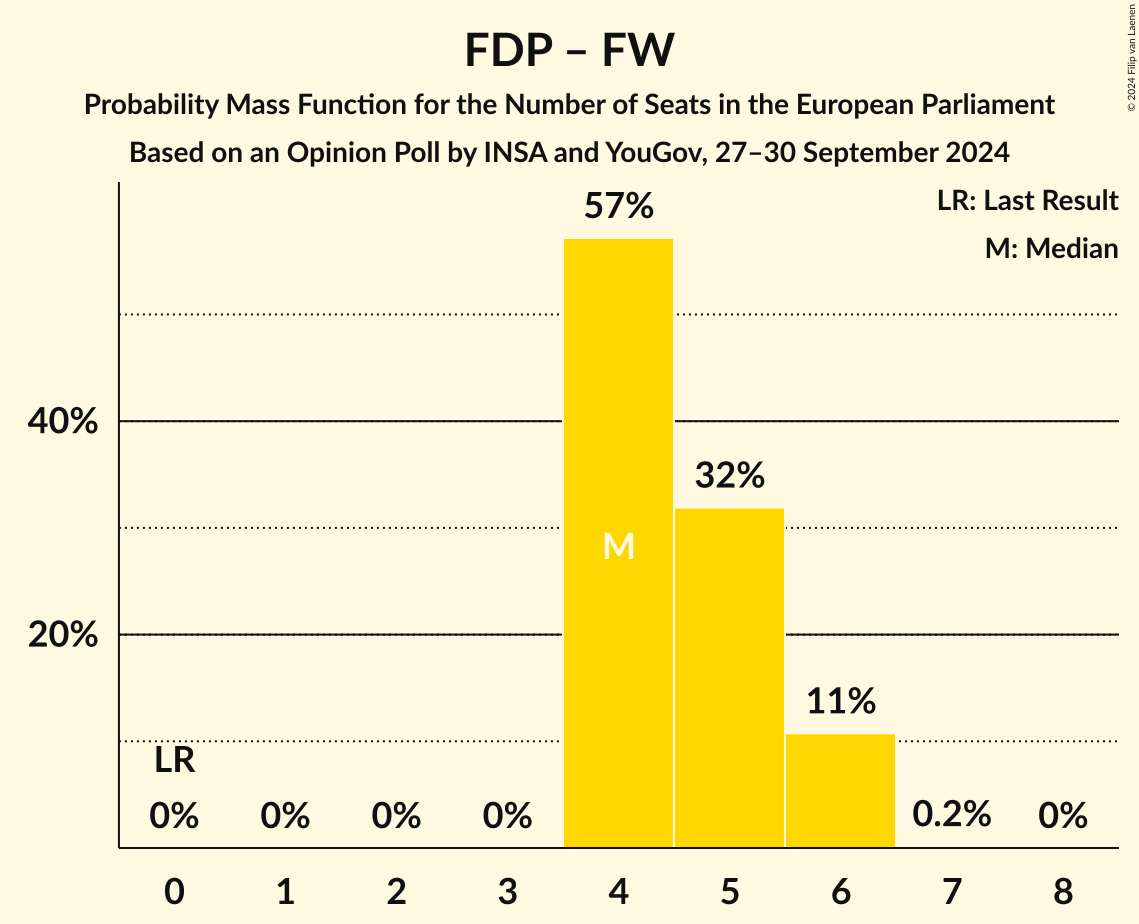 FDP – FW
Probability Mass Function for the Number of Seats in the European Parliament
Based on an Opinion Poll by INSA and YouGov, 27–30 September 2024
© 2024 Filip van Laenen
LR: Last Result
M: Median
57%
40%
32%
M
20%
11%
LR
0% 0% 0% 0% 0.2% 0%
0 1 2 3 4 5 6 7 8